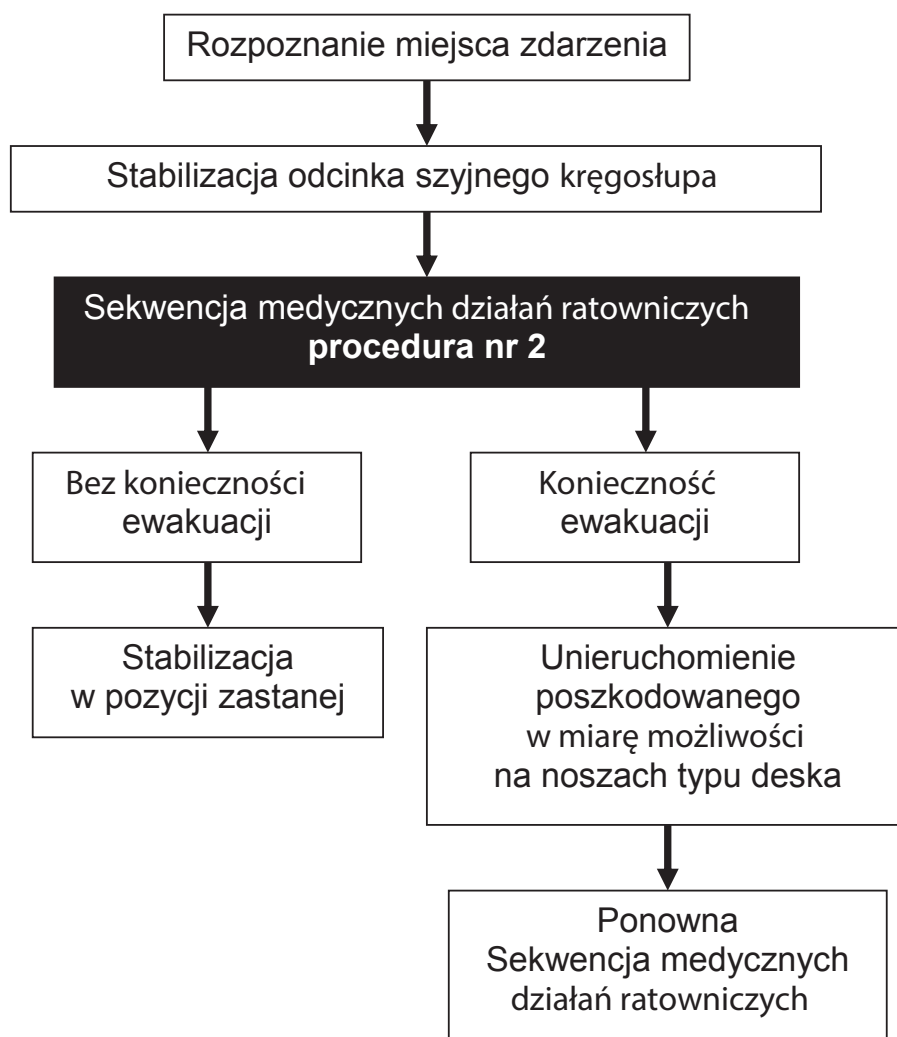 Rozpoznanie miejsca zdarzenia
Stabilizacja odcinka szyjnego kręgosłupa
Sekwencja medycznych działań ratowniczych
procedura nr 2
Bez konieczności
ewakuacji
Konieczność
ewakuacji
Stabilizacja
w pozycji zastanej
Unieruchomienie
poszkodowanego
w miarę możliwości
na noszach typu deska
Ponowna
Sekwencja medycznych
działań ratowniczych